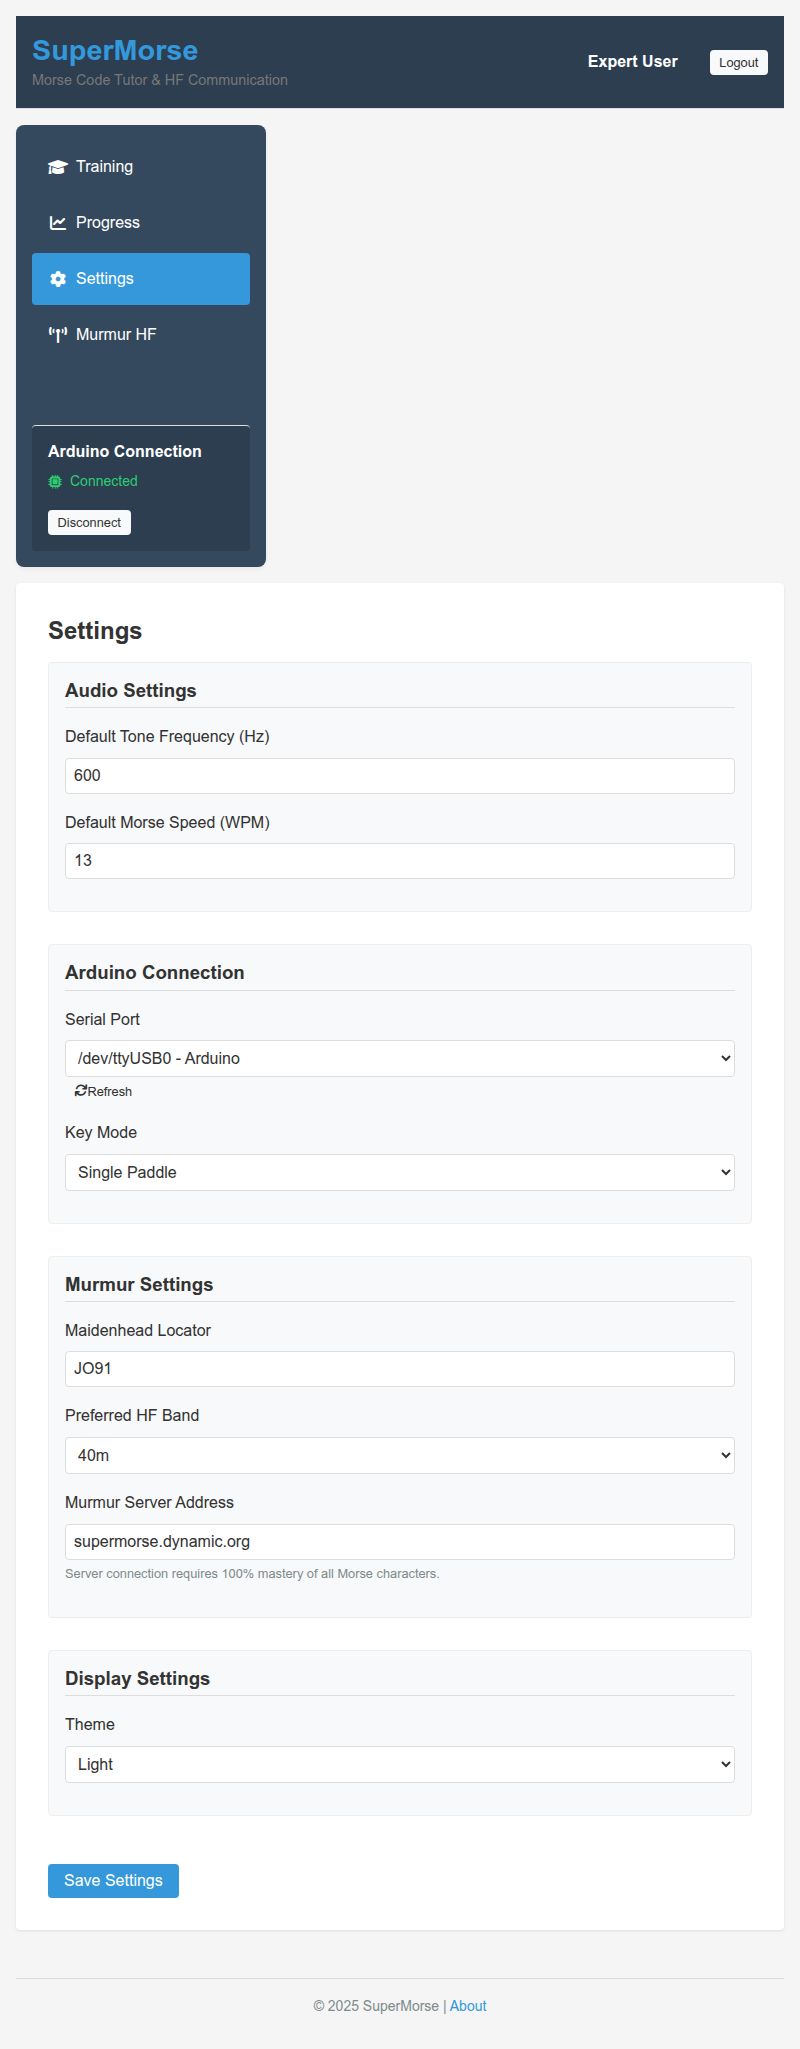 SuperMorse
Morse Code Tutor & HF Communication
Expert User
Logout
Training
Progress
Settings
Murmur HF
Arduino Connection
Connected
Disconnect
Settings
Audio Settings
Default Tone Frequency (Hz)
600
Default Morse Speed (WPM)
13
Arduino Connection
Serial Port
/dev/ttyUSB0 - Arduino
Refresh
Key Mode
Single Paddle
Murmur Settings
Maidenhead Locator
JO91
Preferred HF Band
40m
Murmur Server Address
supermorse.dynamic.org
Server connection requires 100% mastery of all Morse characters.
Display Settings
Theme
Light
Save Settings
© 2025 SuperMorse | About